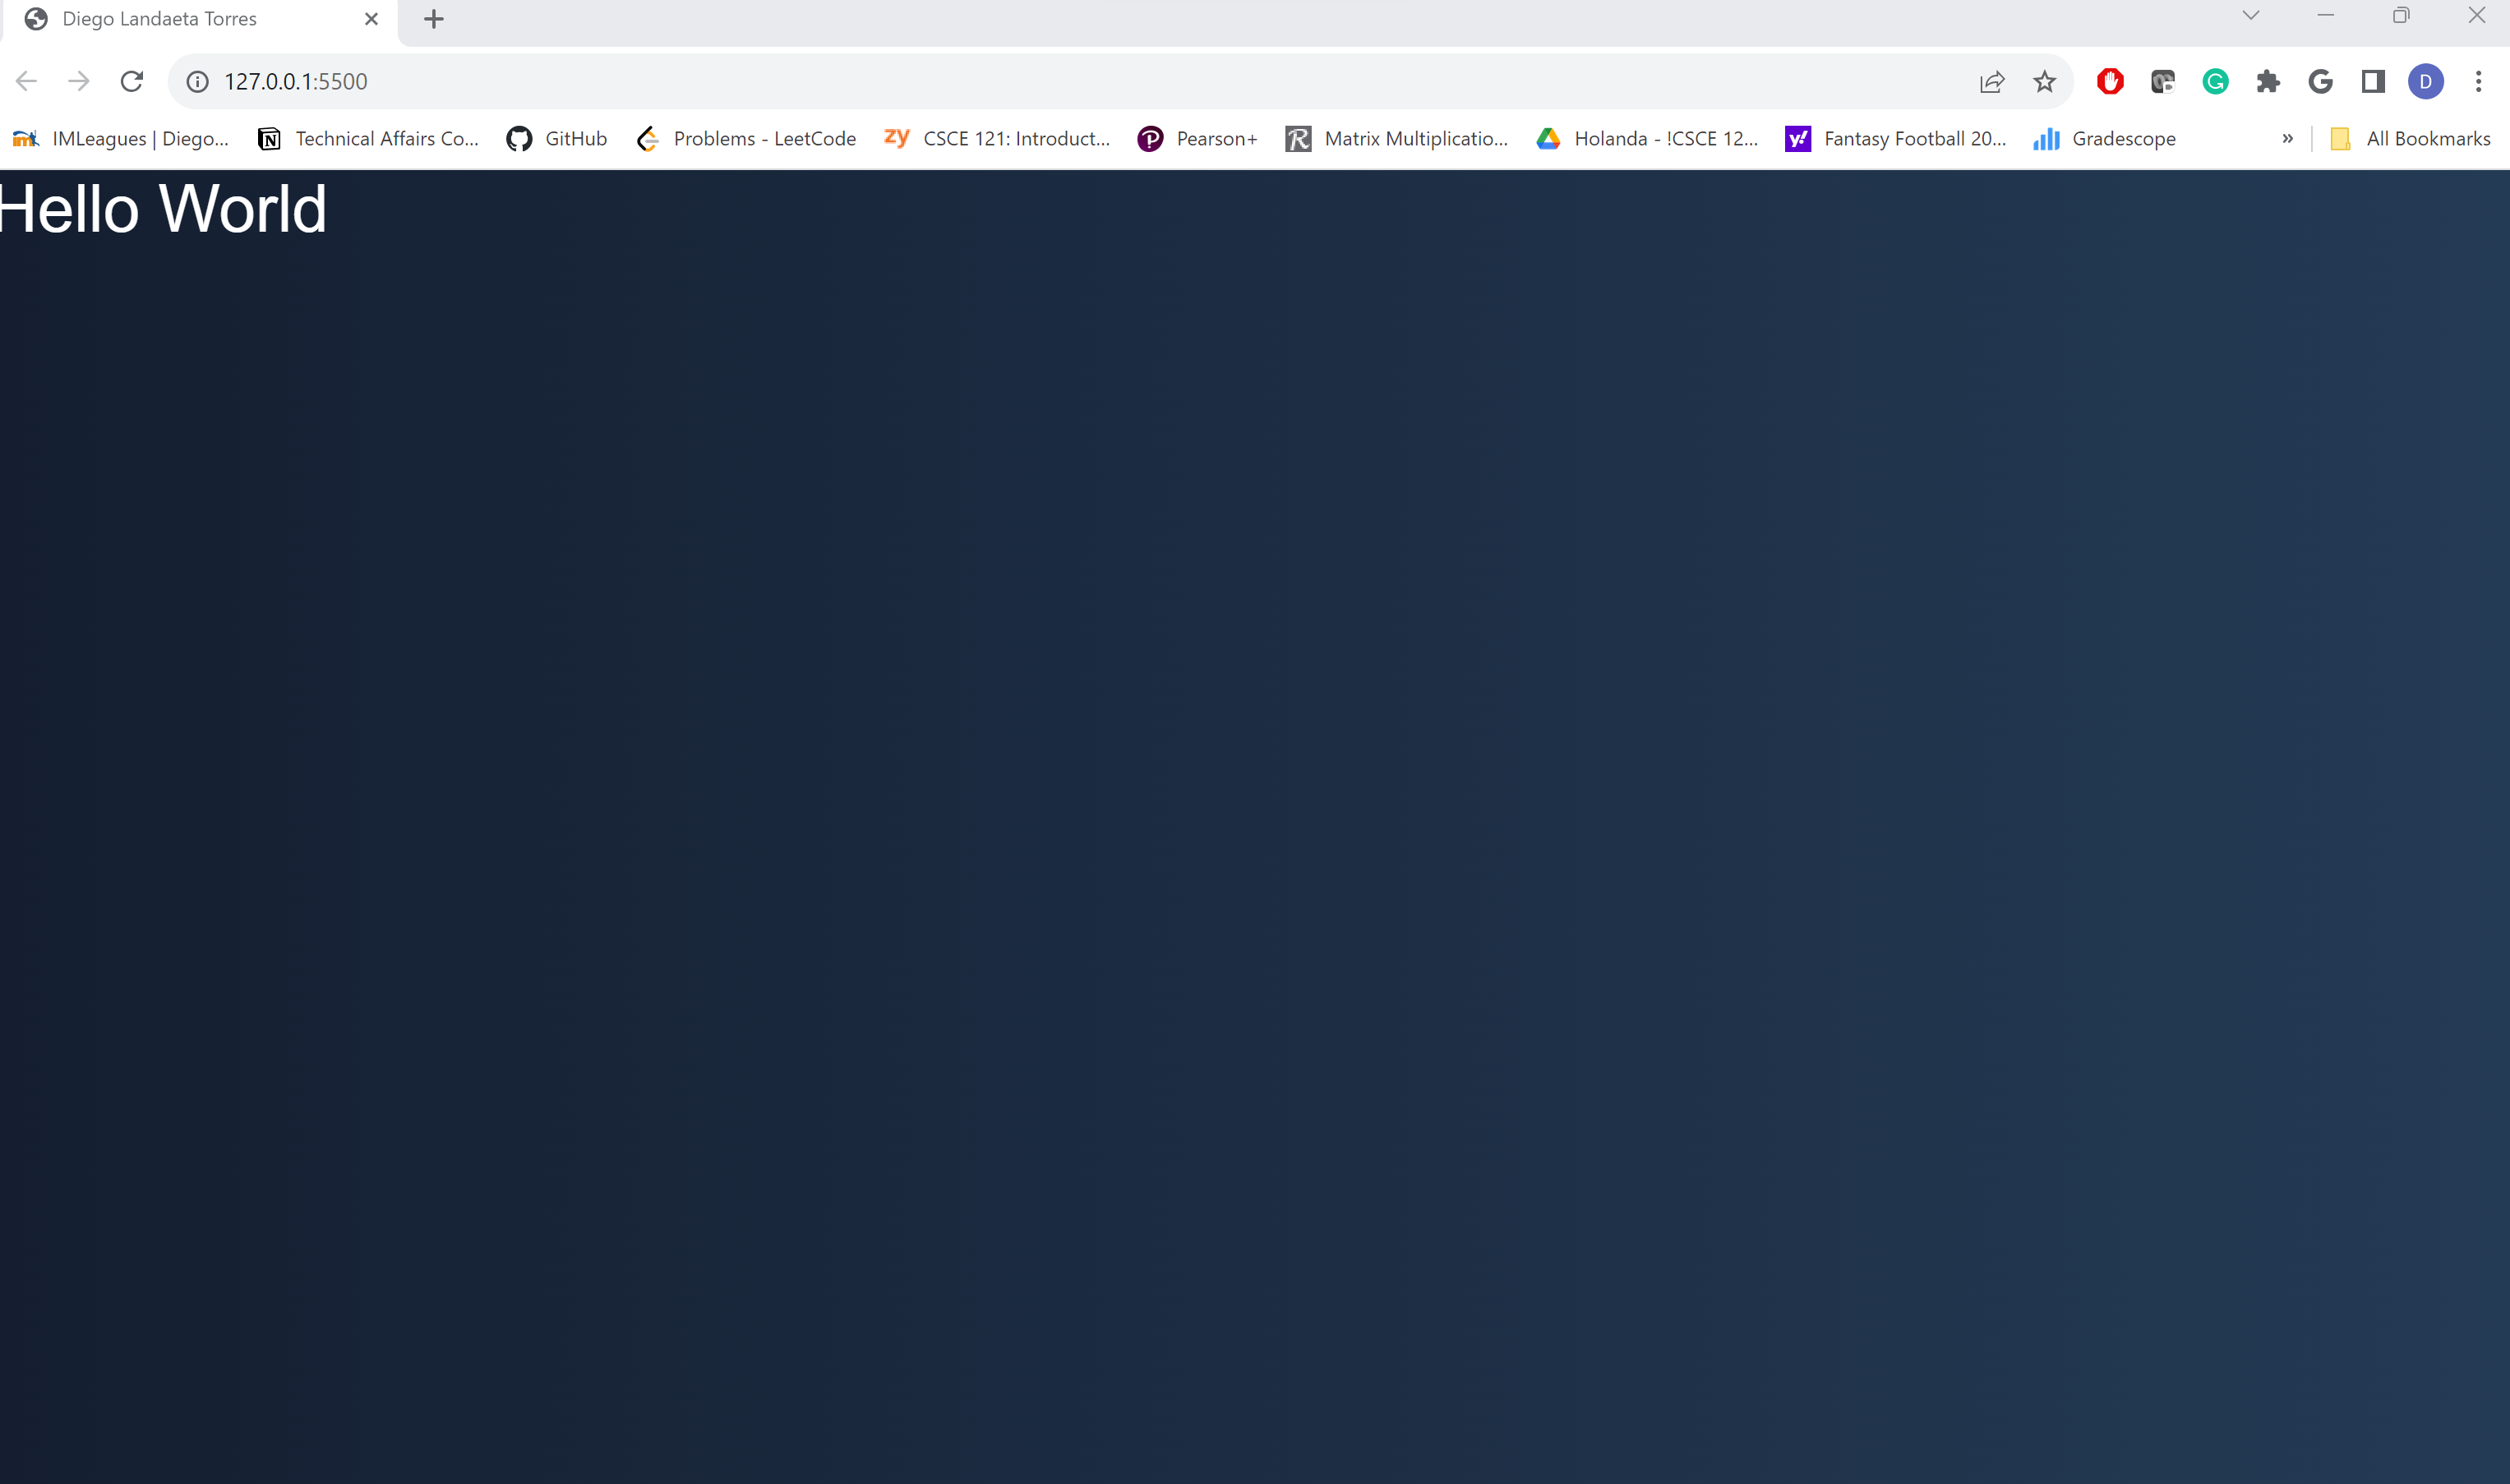 Diego Landaeta Torres
127.0.0.1:5500
D
IMLeagues | Diego...
Technical Affairs Co...
GitHub
Problems - LeetCode
zy CSCE 121: Introduct...
Pearson+
R Matrix Multiplicatio...
Holanda - !CSCE 12...
y! Fantasy Football 20...
Gradescope
»
All Bookmarks
Hello World